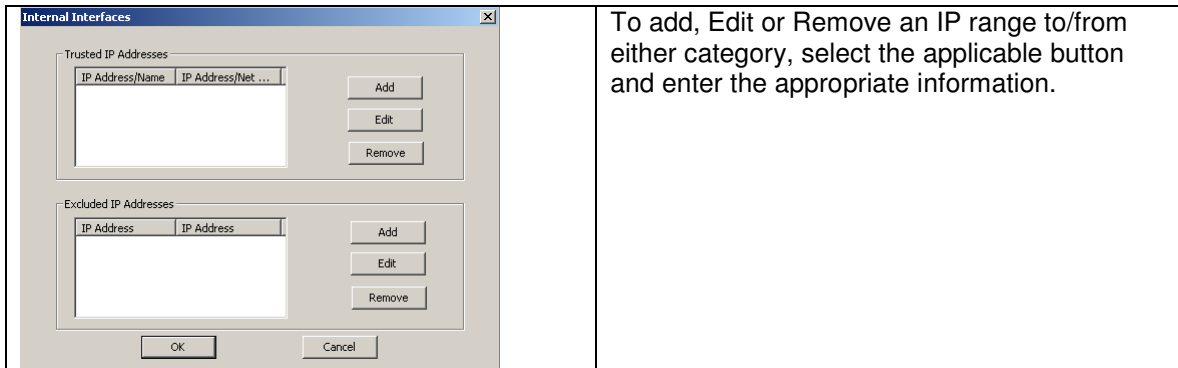 Internal Interfaces
Trusted IP Addresses
IP Address/Name IP Address/Net ...
Add
Edit
Remove
Excluded IP Addresses
IP Address IP Address
Add
Edit
Remove
OK Cancel
To add, Edit or Remove an IP range to/from
either category, select the applicable button
and enter the appropriate information.